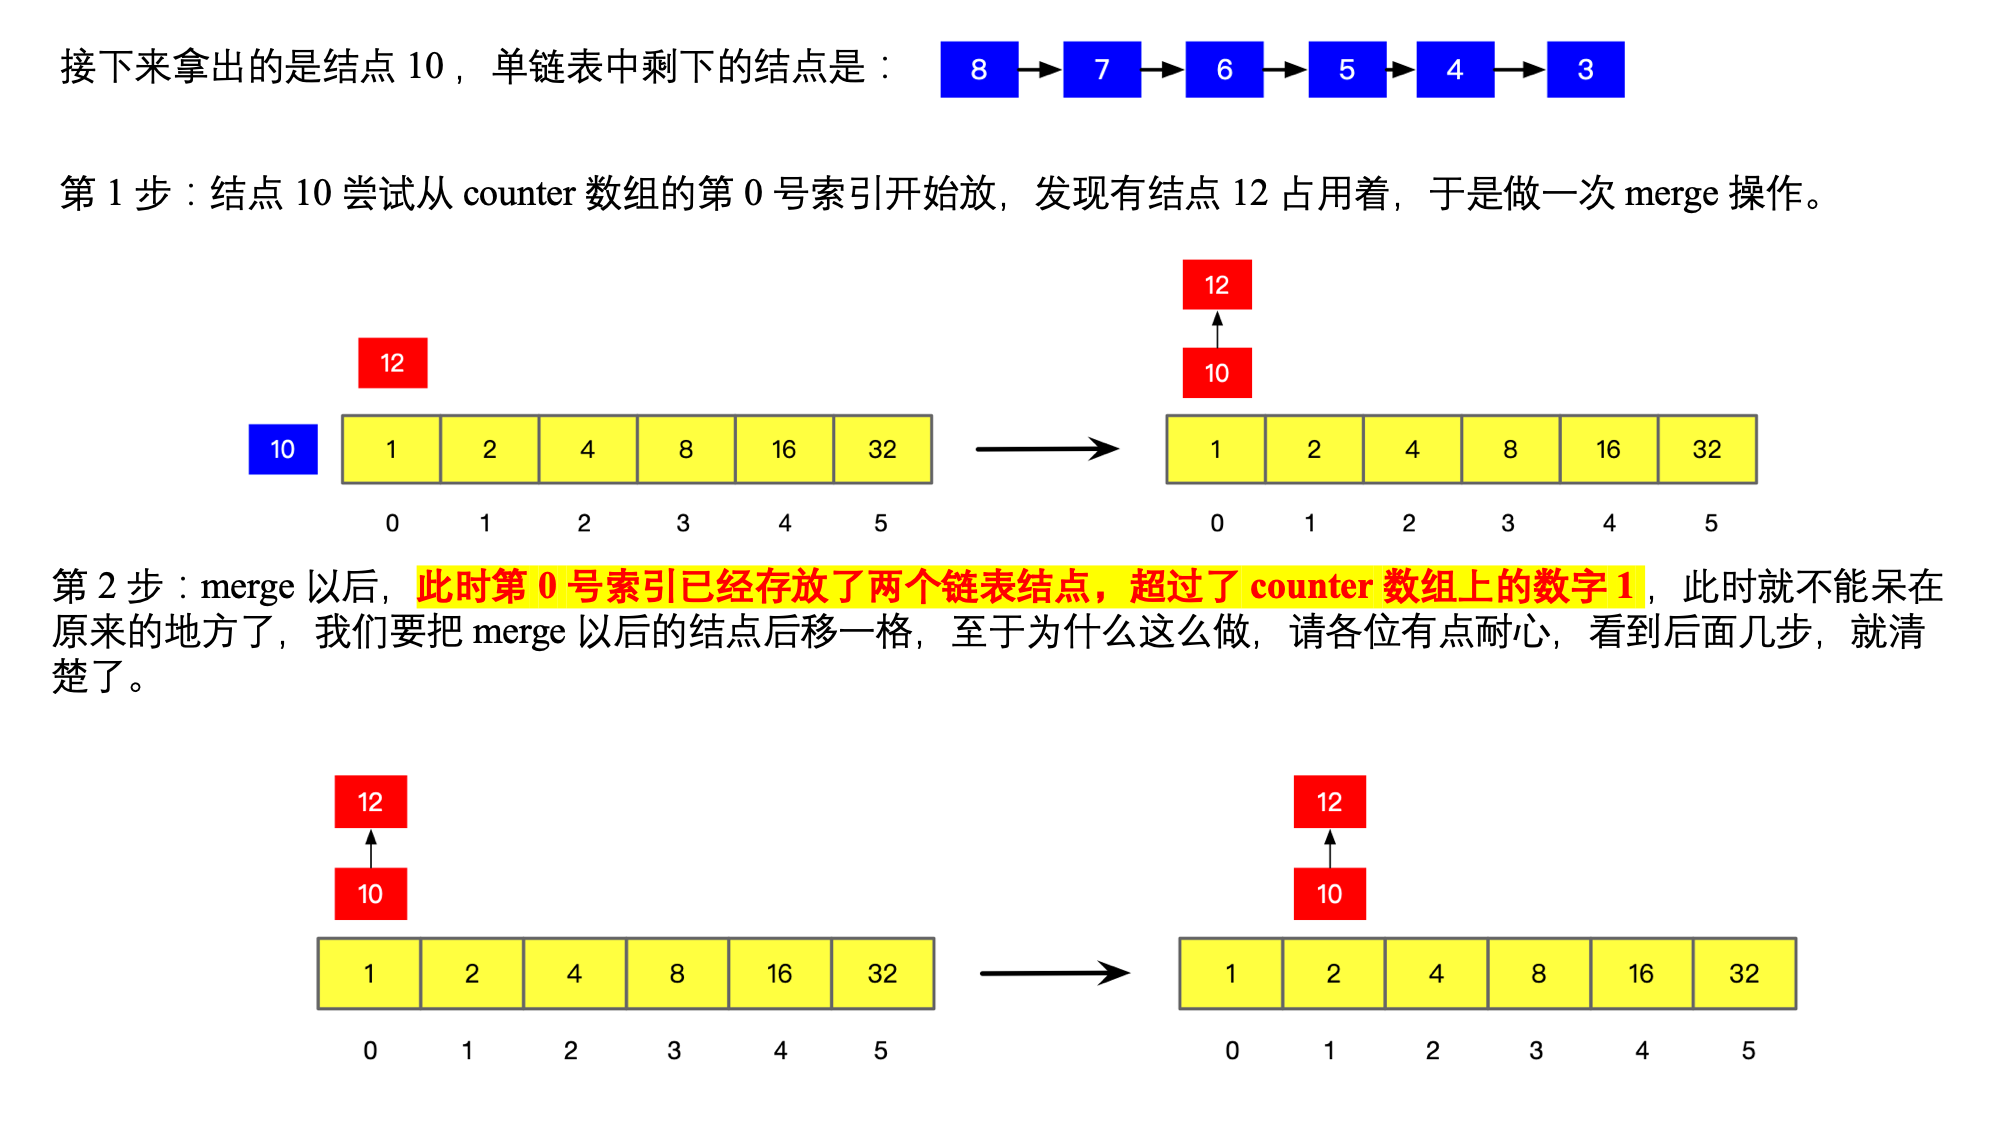 接下来拿出的是结点 10，单链表中剩下的结点是：
8 7 6 5 4 3
第 1 步：结点 10 尝试从 counter 数组的第 0 号索引开始放，发现有结点 12 占用着，于是做一次 merge 操作。
12
10
1 2 4 8 16 32
0 1 2 3 4 5
12
10
1 2 4 8 16 32
0 1 2 3 4 5
第 2 步：merge 以后，此时第 0 号索引已经存放了两个链表结点，超过了 counter 数组上的数字 1，此时就不能呆在
原来的地方了，我们要把 merge 以后的结点后移一格，至于为什么这么做，请各位有点耐心，看到后面几步，就清
楚了。
12
10
1 2 4 8 16 32
0 1 2 3 4 5
12
10
1 2 4 8 16 32
0 1 2 3 4 5